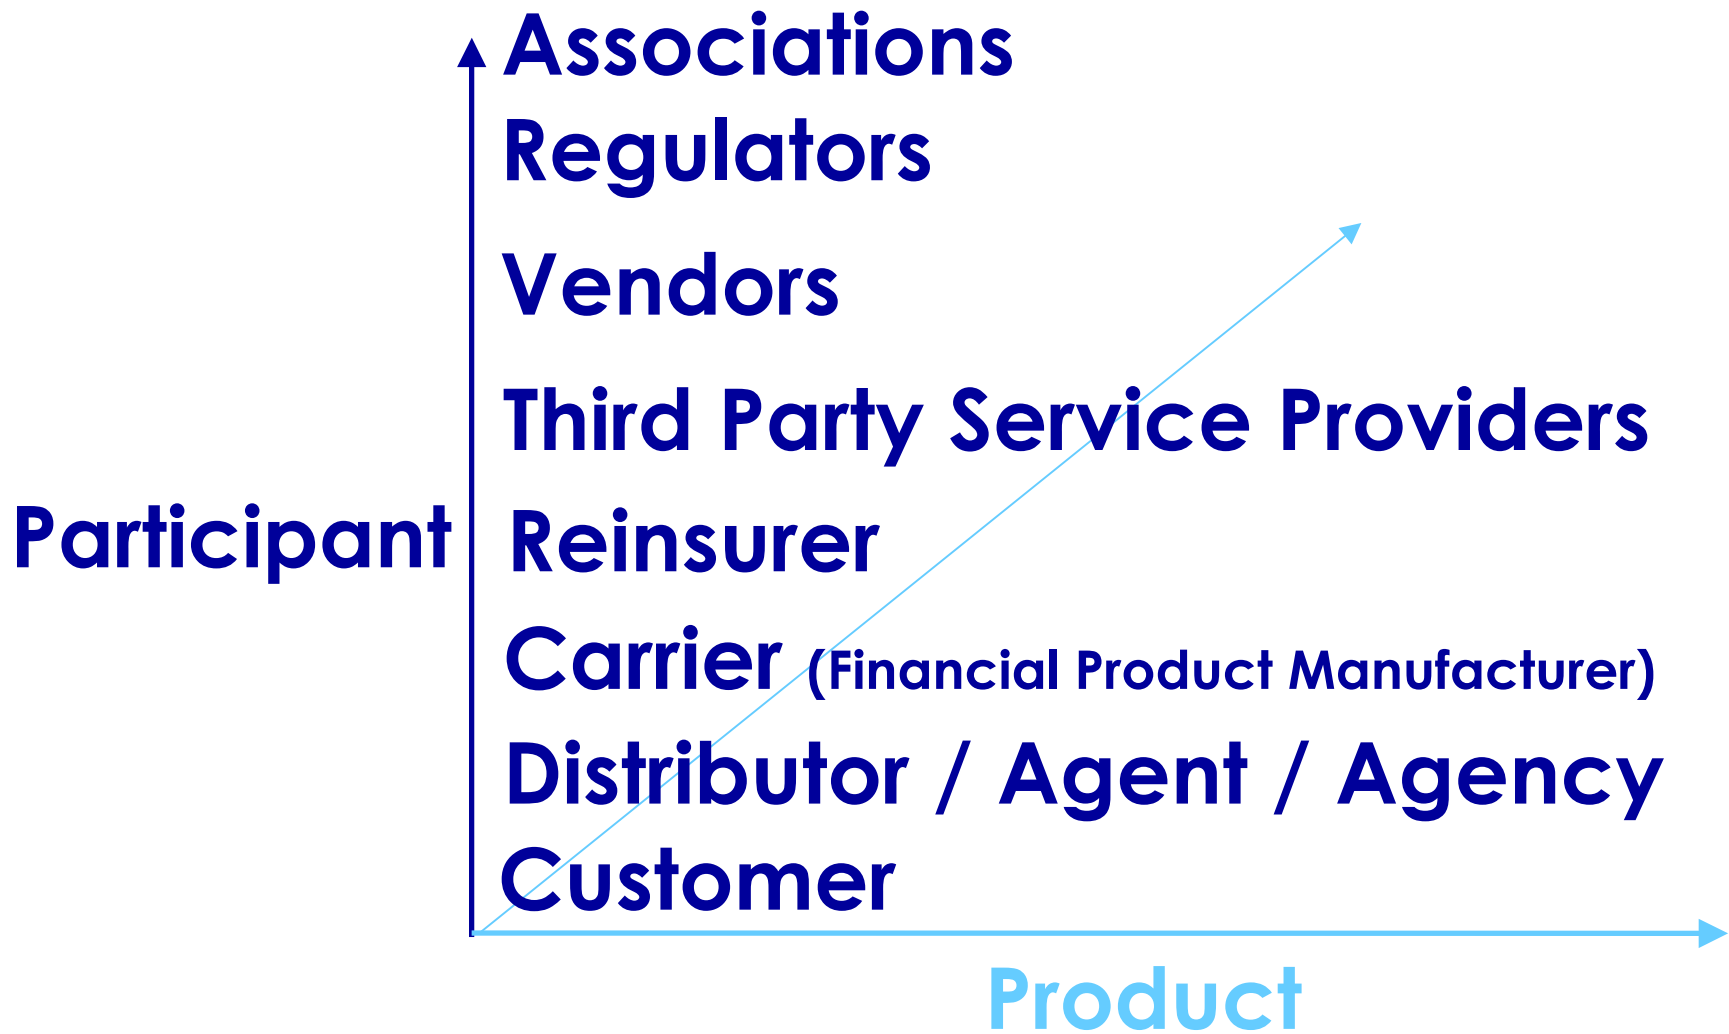 Associations
Regulators
Vendors
Third Party Service Providers
Participant
Reinsurer
Carrier (Financial Product Manufacturer)
Distributor / Agent / Agency
Customer
Product